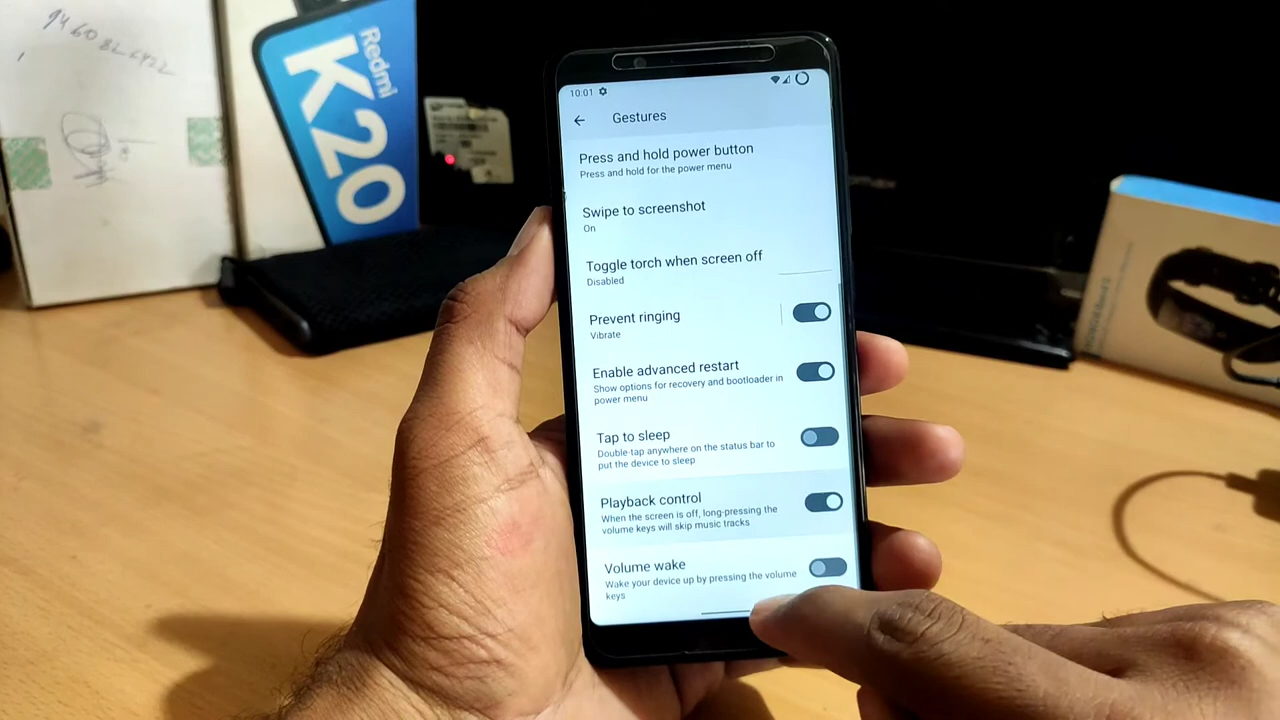 Redmi
K20
10:01
Gestures
Press and hold power button
Press and hold for the power menu
Swipe to screenshot
On
Toggle torch when screen off
Disabled
Prevent ringing
Vibrate
Enable advanced restart
Show options for recovery and bootloader in
power menu
Tap to sleep
Double-tap anywhere on the status bar to
put the device to sleep
Playback control
When the screen is off, long-pressing the
volume keys will skip music tracks
Volume wake
Wake your device up by pressing the volume
keys